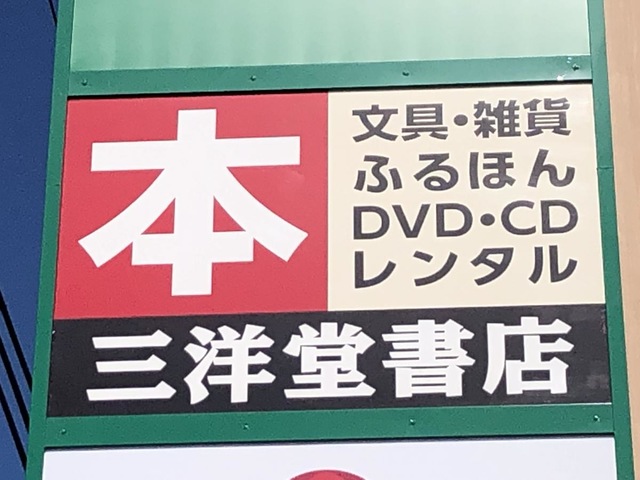 本
文具・雑貨
ふるほん
DVD・CD
レンタル
三洋堂書店